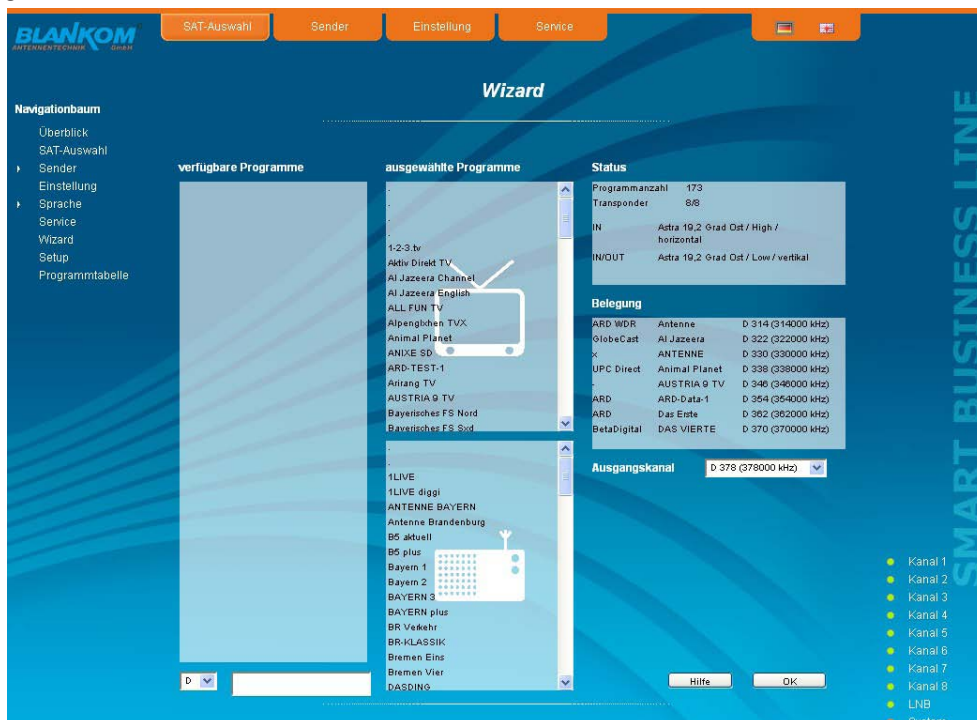 BLANKOM
ANTENNENTECHNIK GmbH
SAT-Auswahl
Sender
Einstellung
Service
Wizard
Navigationbaum
Überblick
SAT-Auswahl
Sender
Einstellung
Sprache
Service
Wizard
Setup
Programmtabelle
verfügbare Programme
D
ausgewählte Programme
.
.
.
.
1-2-3.tv
Aktiv Direkt TV
Al Jazeera Channel
Al Jazeera English
ALL FUN TV
Alpenglxhen TVX
Animal Planet
ANIXE SD
ARD-TEST-1
Arirang TV
AUSTRIA 9 TV
Bayerisches FS Nord
Bayerisches FS Sxd
.
.
1LIVE
1LIVE diggi
ANTENNE BAYERN
Antenne Brandenburg
B5 aktuell
B5 plus
Bayern 1
Bayern 2
BAYERN 3
BAYERN plus
BR Verkehr
BR-KLASSIK
Bremen Eins
Bremen Vier
DASDING
Status
Programmanzahl 173
Transponder 8/8
IN Astra 19,2 Grad Ost / High /
horizontal
IN/OUT Astra 19,2 Grad Ost / Low / vertikal
Belegung
ARD WDR Antenne D 314 (314000 kHz)
GlobeCast Al Jazeera D 322 (322000 kHz)
x ANTENNE D 330 (330000 kHz)
UPC Direct Animal Planet D 338 (338000 kHz)
. AUSTRIA 9 TV D 346 (346000 kHz)
ARD ARD-Data-1 D 354 (354000 kHz)
ARD Das Erste D 362 (362000 kHz)
BetaDigital DAS VIERTE D 370 (370000 kHz)
Ausgangskanal D 378 (378000 kHz)
Hilfe
OK
SMART BUSINESS LINE
Kanal 1
Kanal 2
Kanal 3
Kanal 4
Kanal 5
Kanal 6
Kanal 7
Kanal 8
LNB